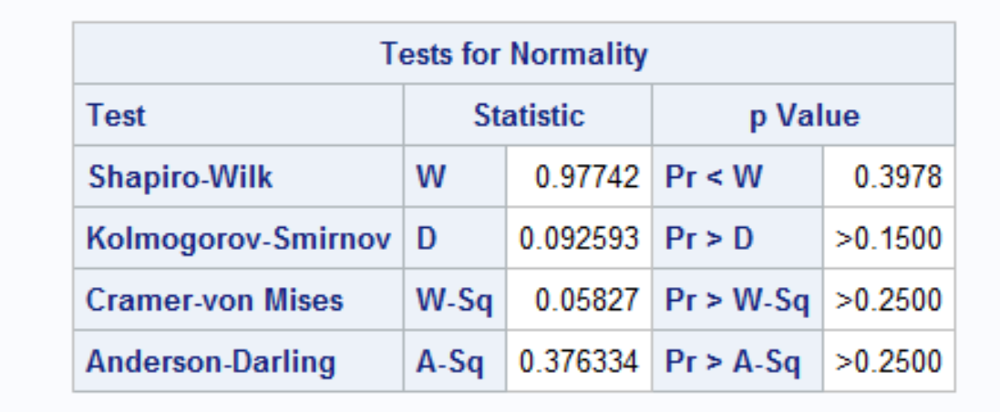 Tests for Normality
Test Statistic p Value
Shapiro-Wilk W 0.97742 Pr < W 0.3978
Kolmogorov-Smirnov D 0.092593 Pr > D >0.1500
Cramer-von Mises W-Sq 0.05827 Pr > W-Sq >0.2500
Anderson-Darling A-Sq 0.376334 Pr > A-Sq >0.2500